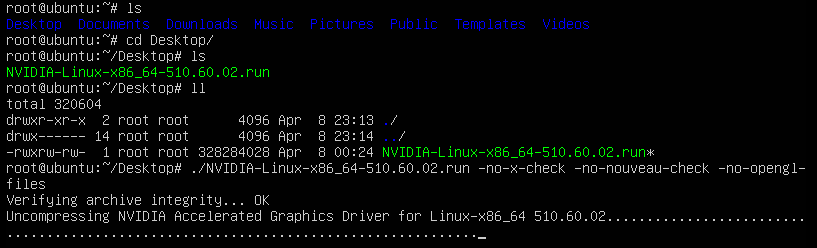 root@ubuntu:~# ls
Desktop Documents Downloads Music Pictures Public Templates Videos
root@ubuntu:~# cd Desktop/
root@ubuntu:~/Desktop# ls
NVIDIA-Linux-x86_64-510.60.02.run
root@ubuntu:~/Desktop# ll
total 320604
drwxr-xr-x 2 root root 4096 Apr 8 23:13 ./
drwx------ 14 root root 4096 Apr 8 23:14 ../
-rwxrw-rw- 1 root root 328284028 Apr 8 00:24 NVIDIA-Linux-x86_64-510.60.02.run*
root@ubuntu:~/Desktop# ./NVIDIA-Linux-x86_64-510.60.02.run -no-x-check -no-nouveau-check -no-opengl-
files
Verifying archive integrity... OK
Uncompressing NVIDIA Accelerated Graphics Driver for Linux-x86_64 510.60.02.........................
..........................................................._